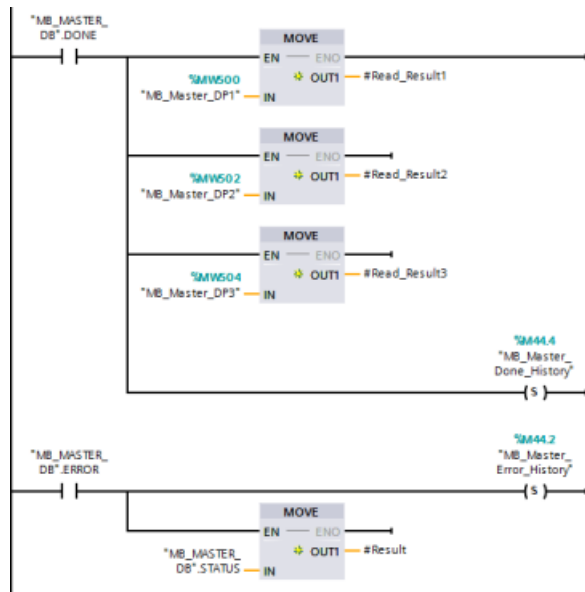 "MB_MASTER_
DB".DONE
MOVE
EN ENO
%MW500
OUT1 #Read_Result1
"MB_Master_DP1" IN
MOVE
EN ENO
%MW502
OUT1 #Read_Result2
"MB_Master_DP2" IN
MOVE
EN ENO
%MW504
OUT1 #Read_Result3
"MB_Master_DP3" IN
%M44.4
"MB_Master_
Done_History"
S
%M44.2
"MB_Master_
Error_History"
"MB_MASTER_
DB".ERROR
S
MOVE
EN ENO
OUT1 #Result
"MB_MASTER_
DB".STATUS IN